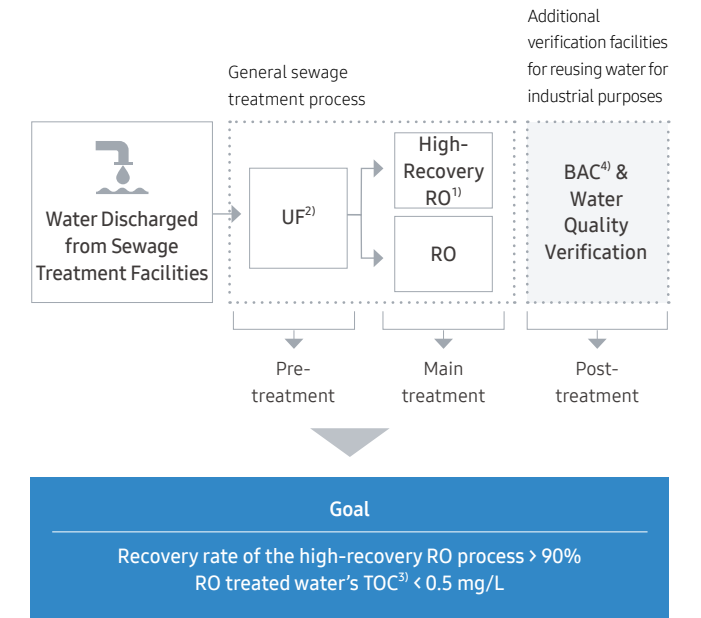 Additional
verification facilities
for reusing water for
industrial purposes
General sewage
treatment process
Water Discharged
from Sewage
Treatment Facilities
UF2)
High-
Recovery
RO1)
RO
BAC4) &
Water
Quality
Verification
Pre-
treatment
Main
treatment
Post-
treatment
Goal
Recovery rate of the high-recovery RO process > 90%
RO treated water's TOC3) < 0.5 mg/L